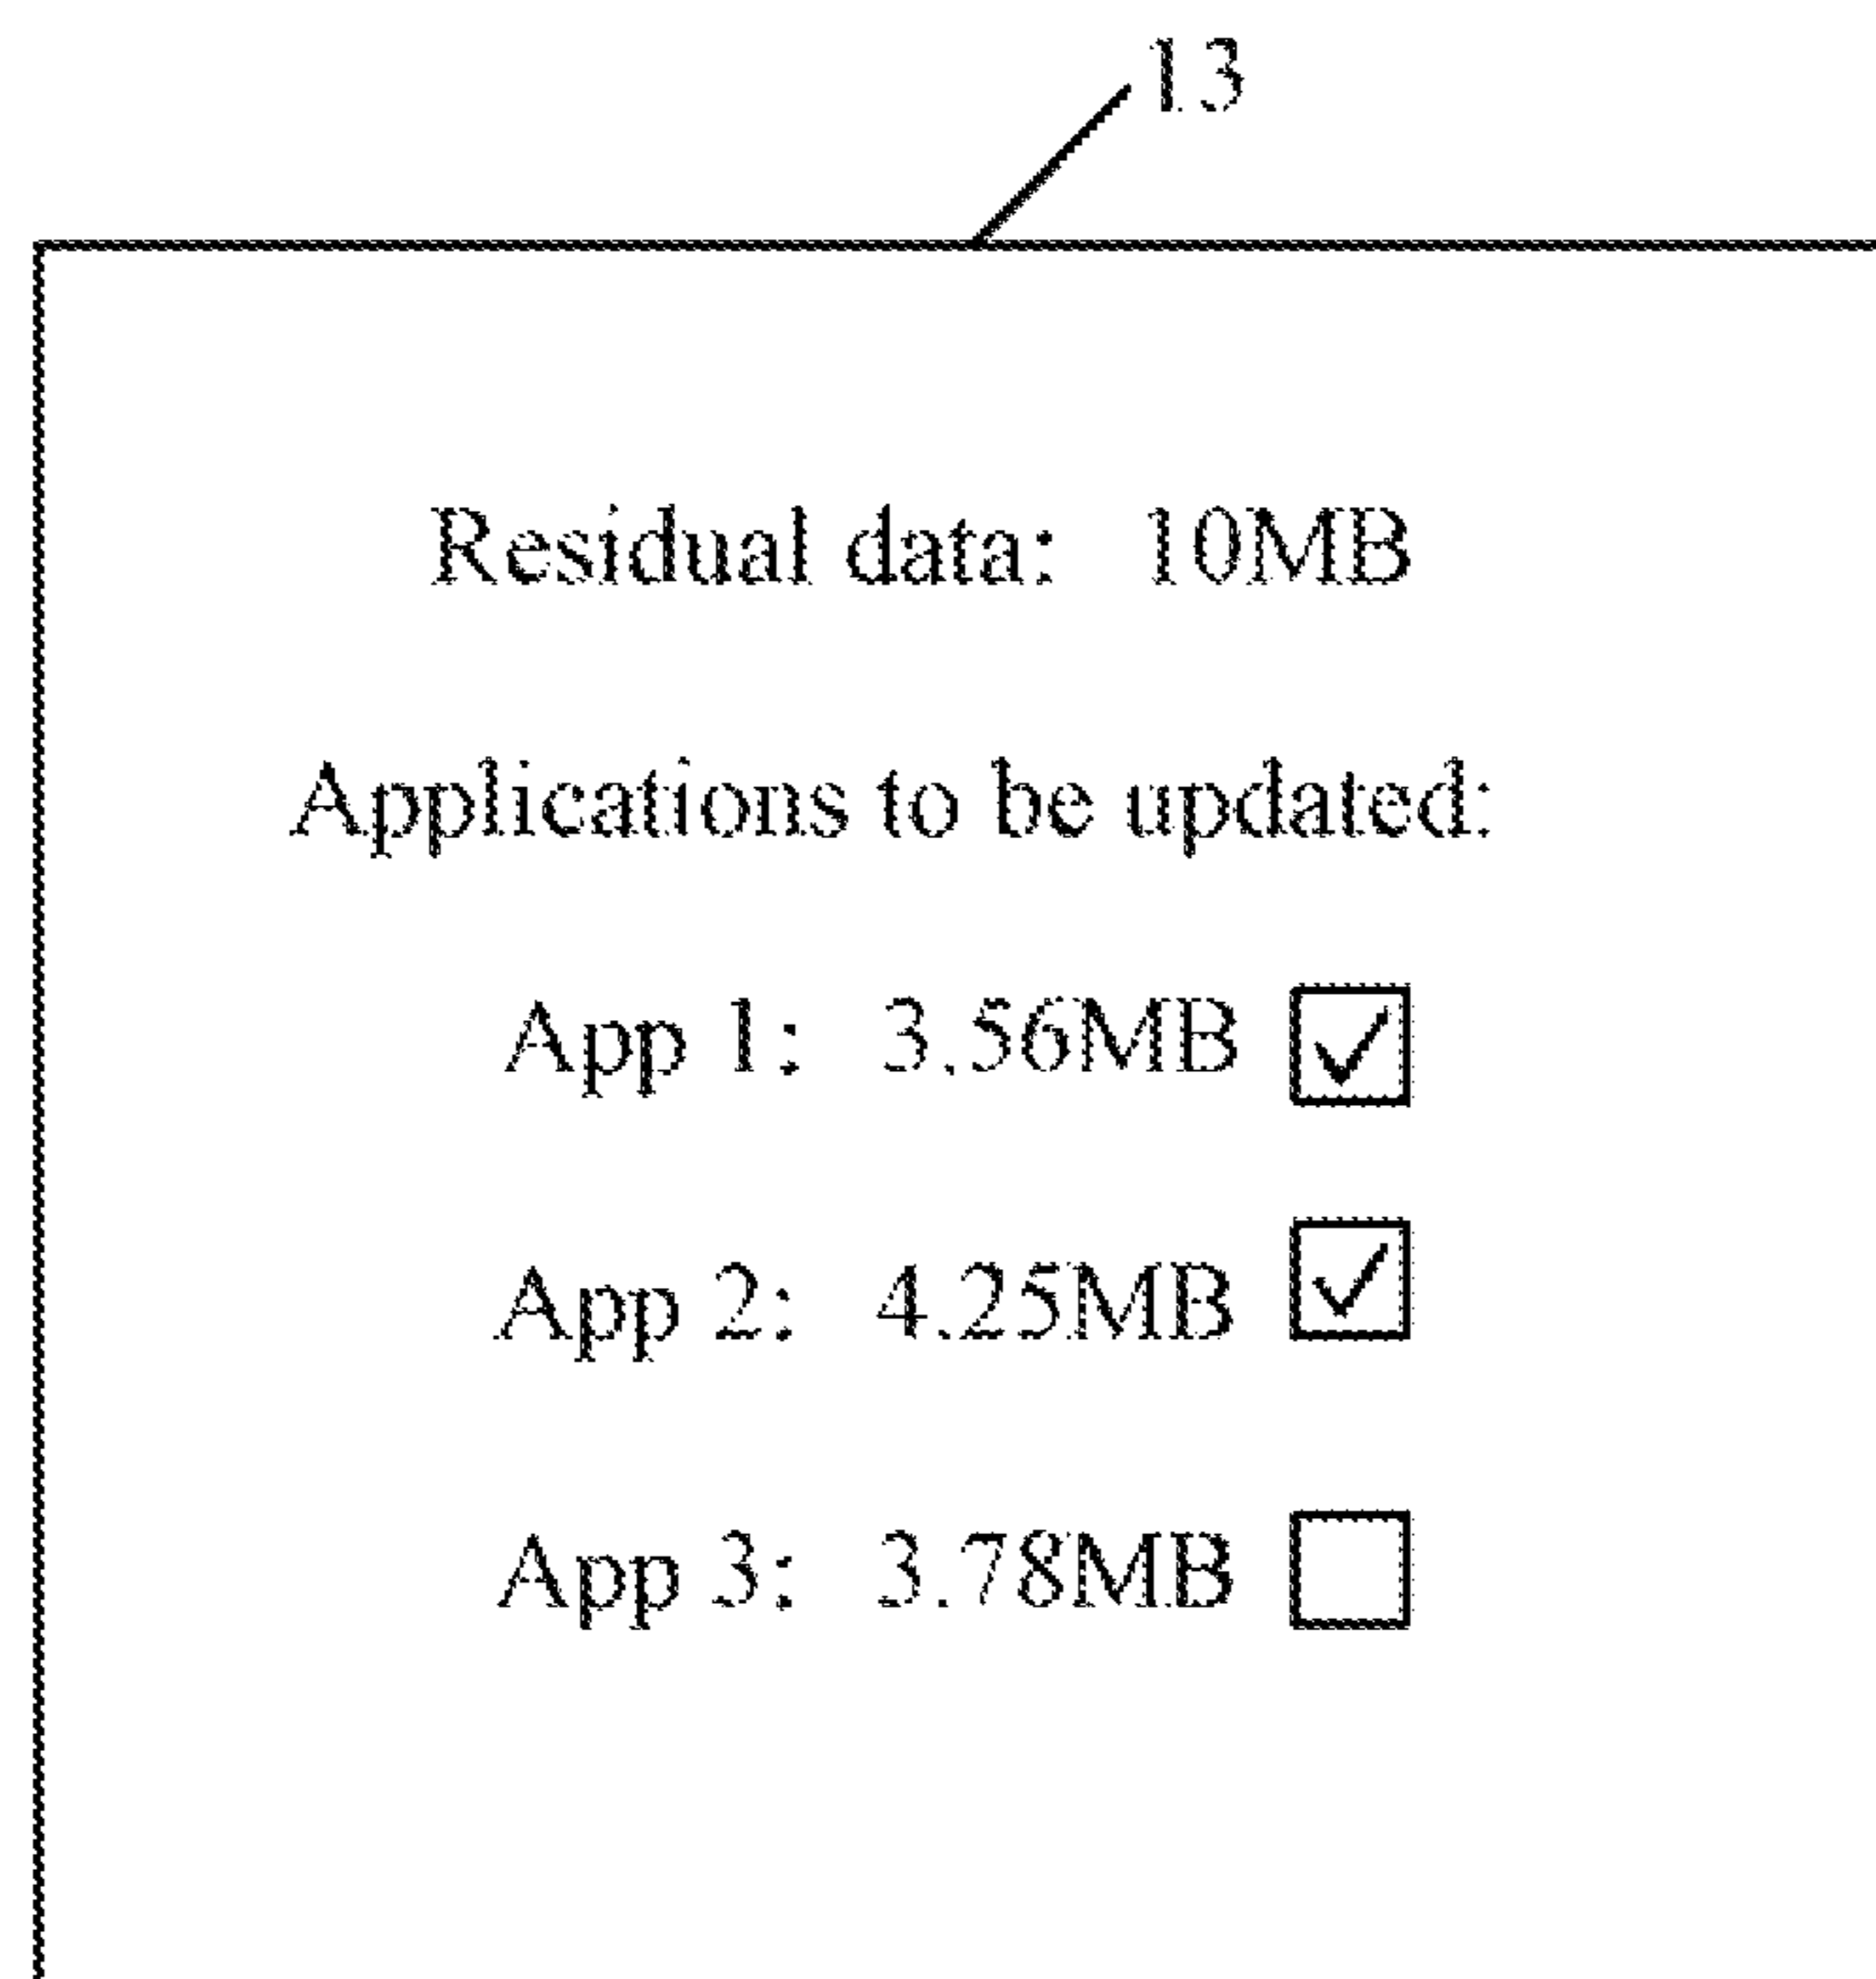 13
Residual data: 10MB
Applications to be updated:
App 1: 3.56MB
App 2: 4.25MB
App 3: 3.78MB